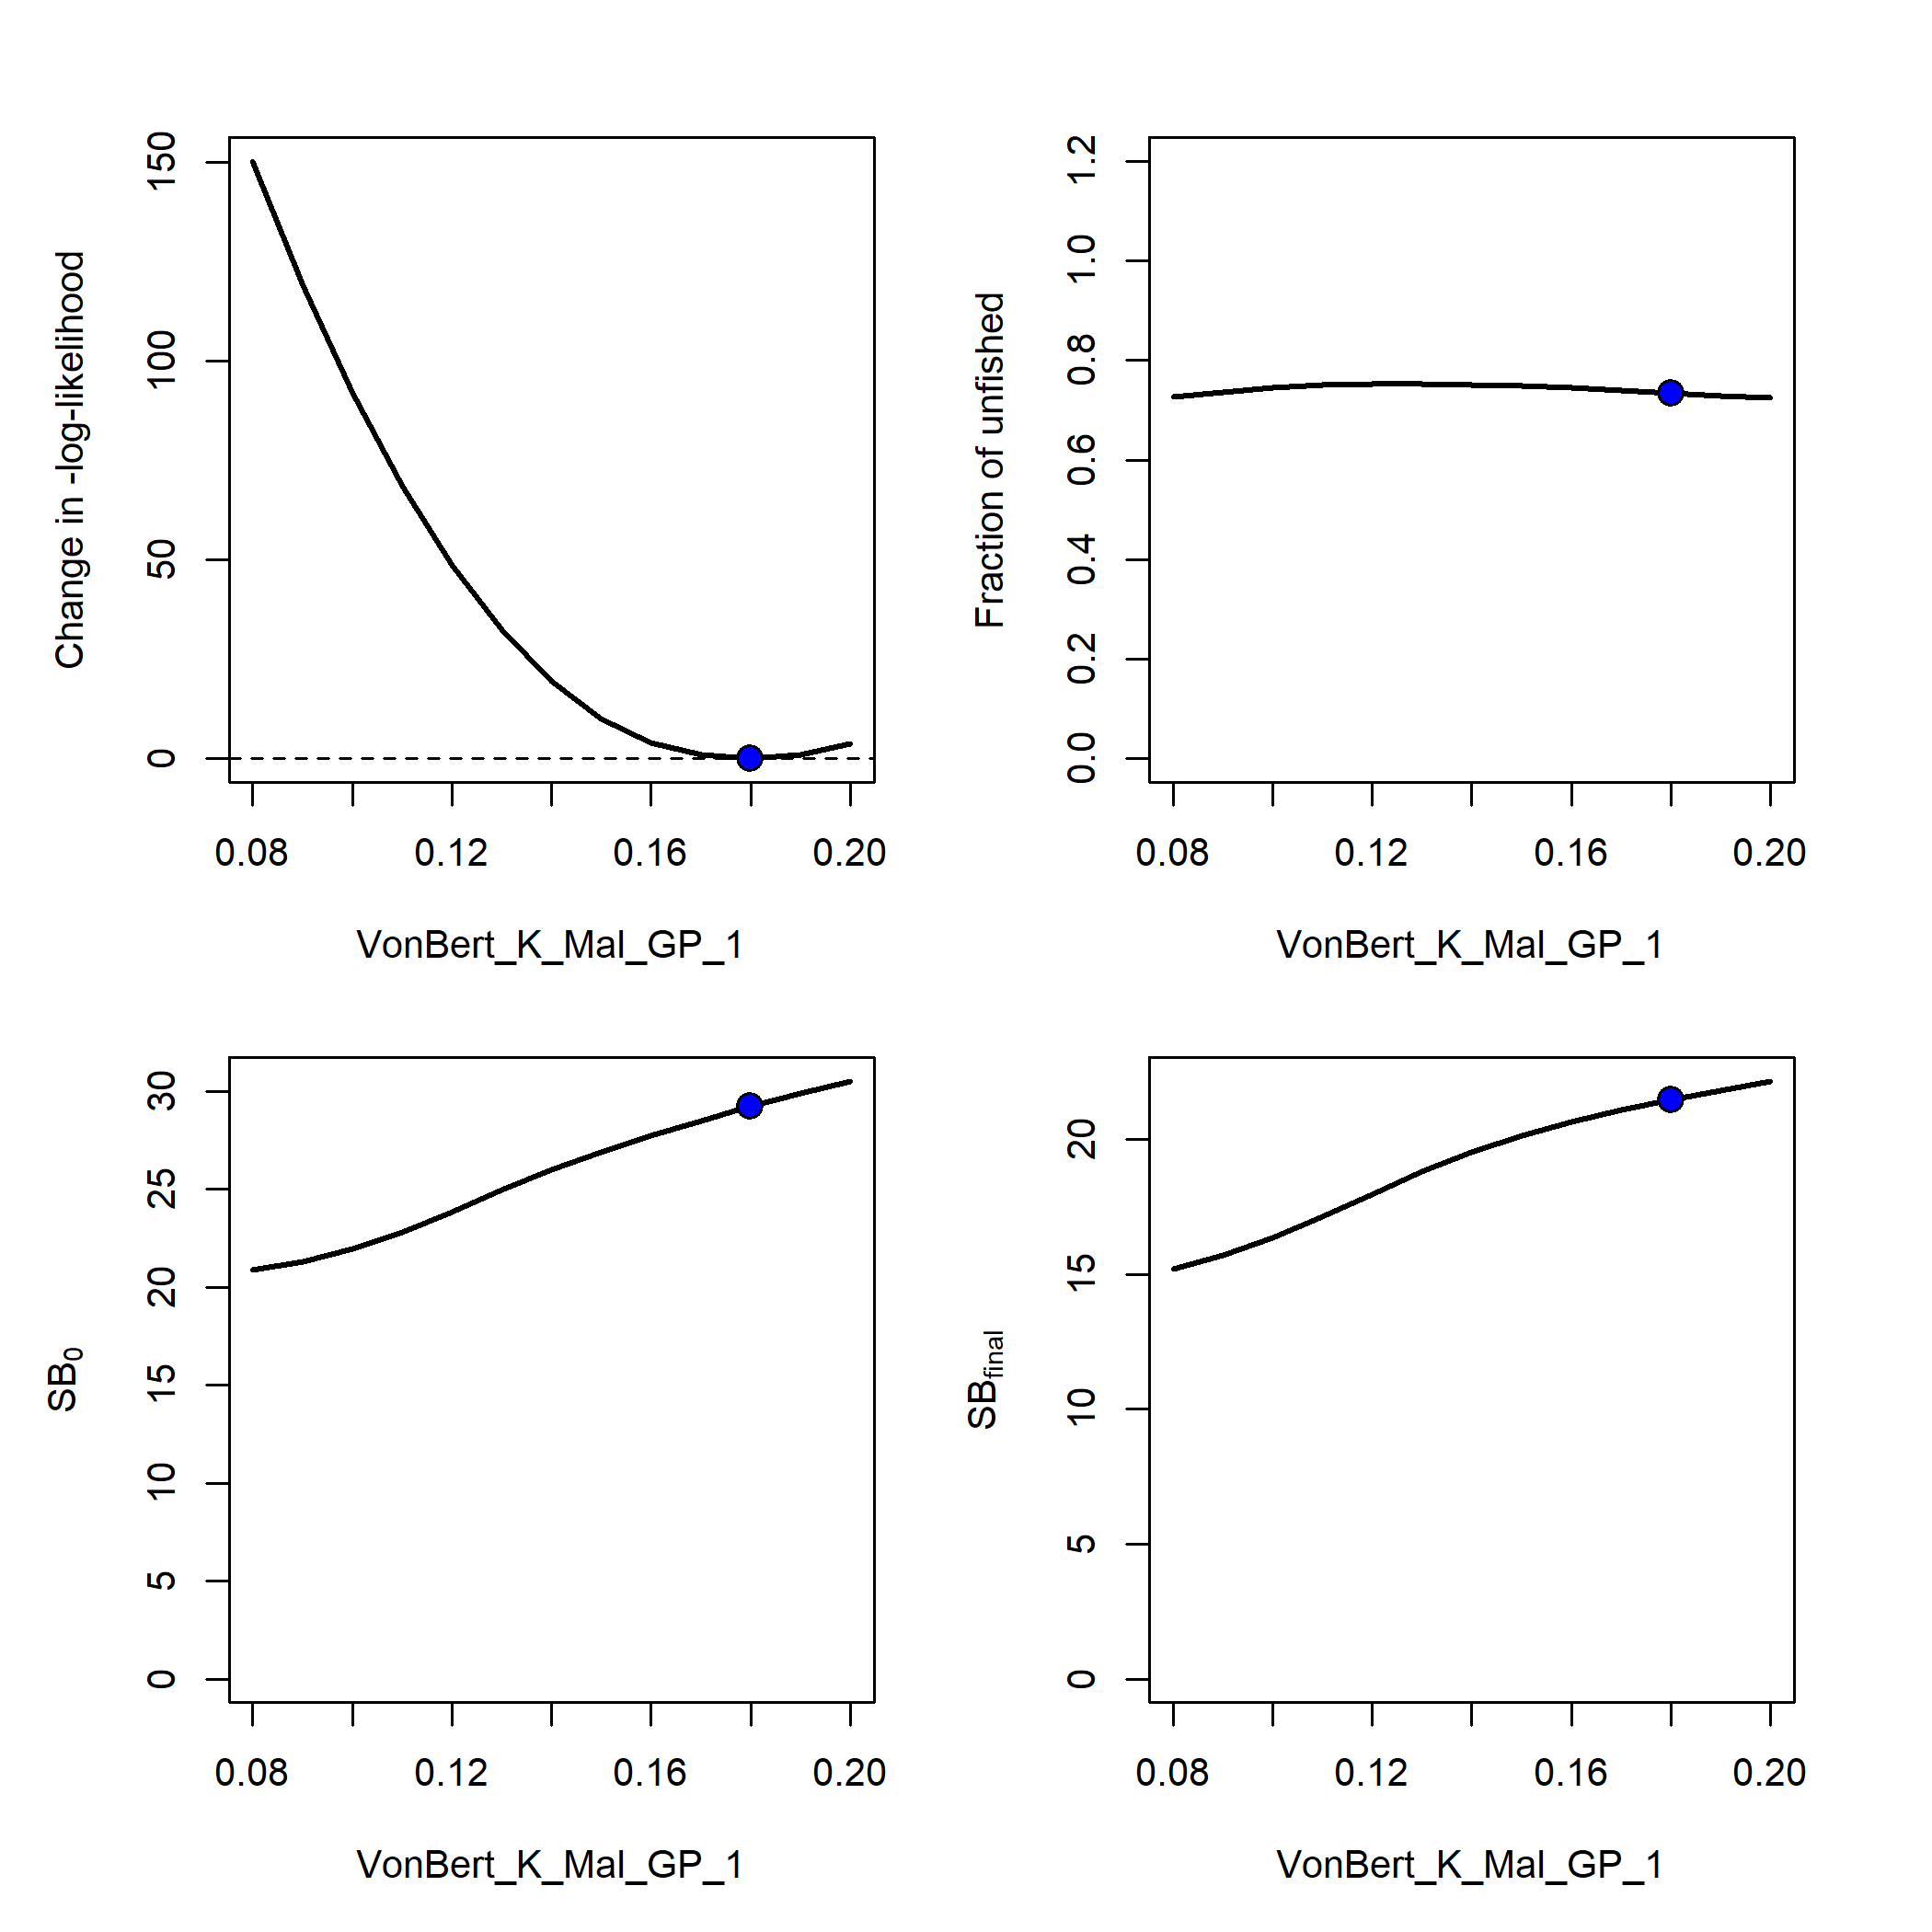 Change in -log-likelihood
150
100
50
0
0.08 0.12 0.16 0.20
VonBert_K_Mal_GP_1
Fraction of unfished
1.2
1.0
0.8
0.6
0.4
0.2
0.0
0.08 0.12 0.16 0.20
VonBert_K_Mal_GP_1
SB0
30
25
20
15
10
5
0
0.08 0.12 0.16 0.20
VonBert_K_Mal_GP_1
SBfinal
20
15
10
5
0
0.08 0.12 0.16 0.20
VonBert_K_Mal_GP_1